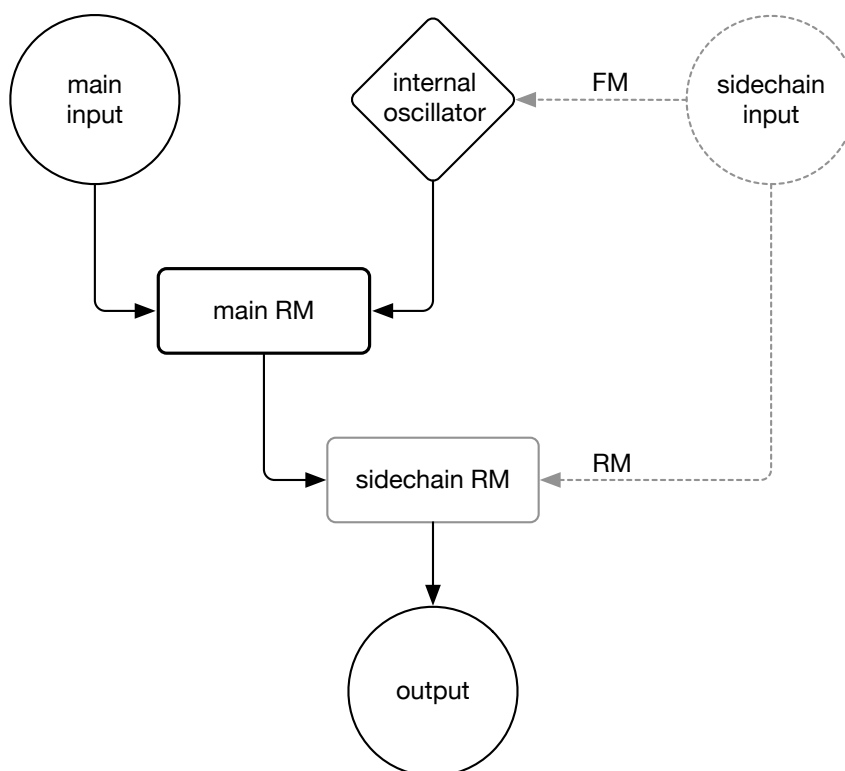 main
input
internal
oscillator
FM
sidechain
input
main RM
sidechain RM
RM
output